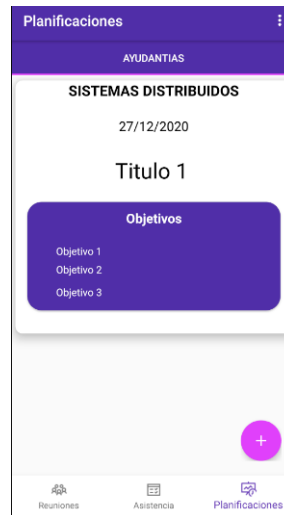 Planificaciones
AYUDANTIAS
SISTEMAS DISTRIBUIDOS
27/12/2020
Titulo 1
Objetivos
Objetivo 1
Objetivo 2
Objetivo 3
+
Reuniones
Asistencia
Planificaciones